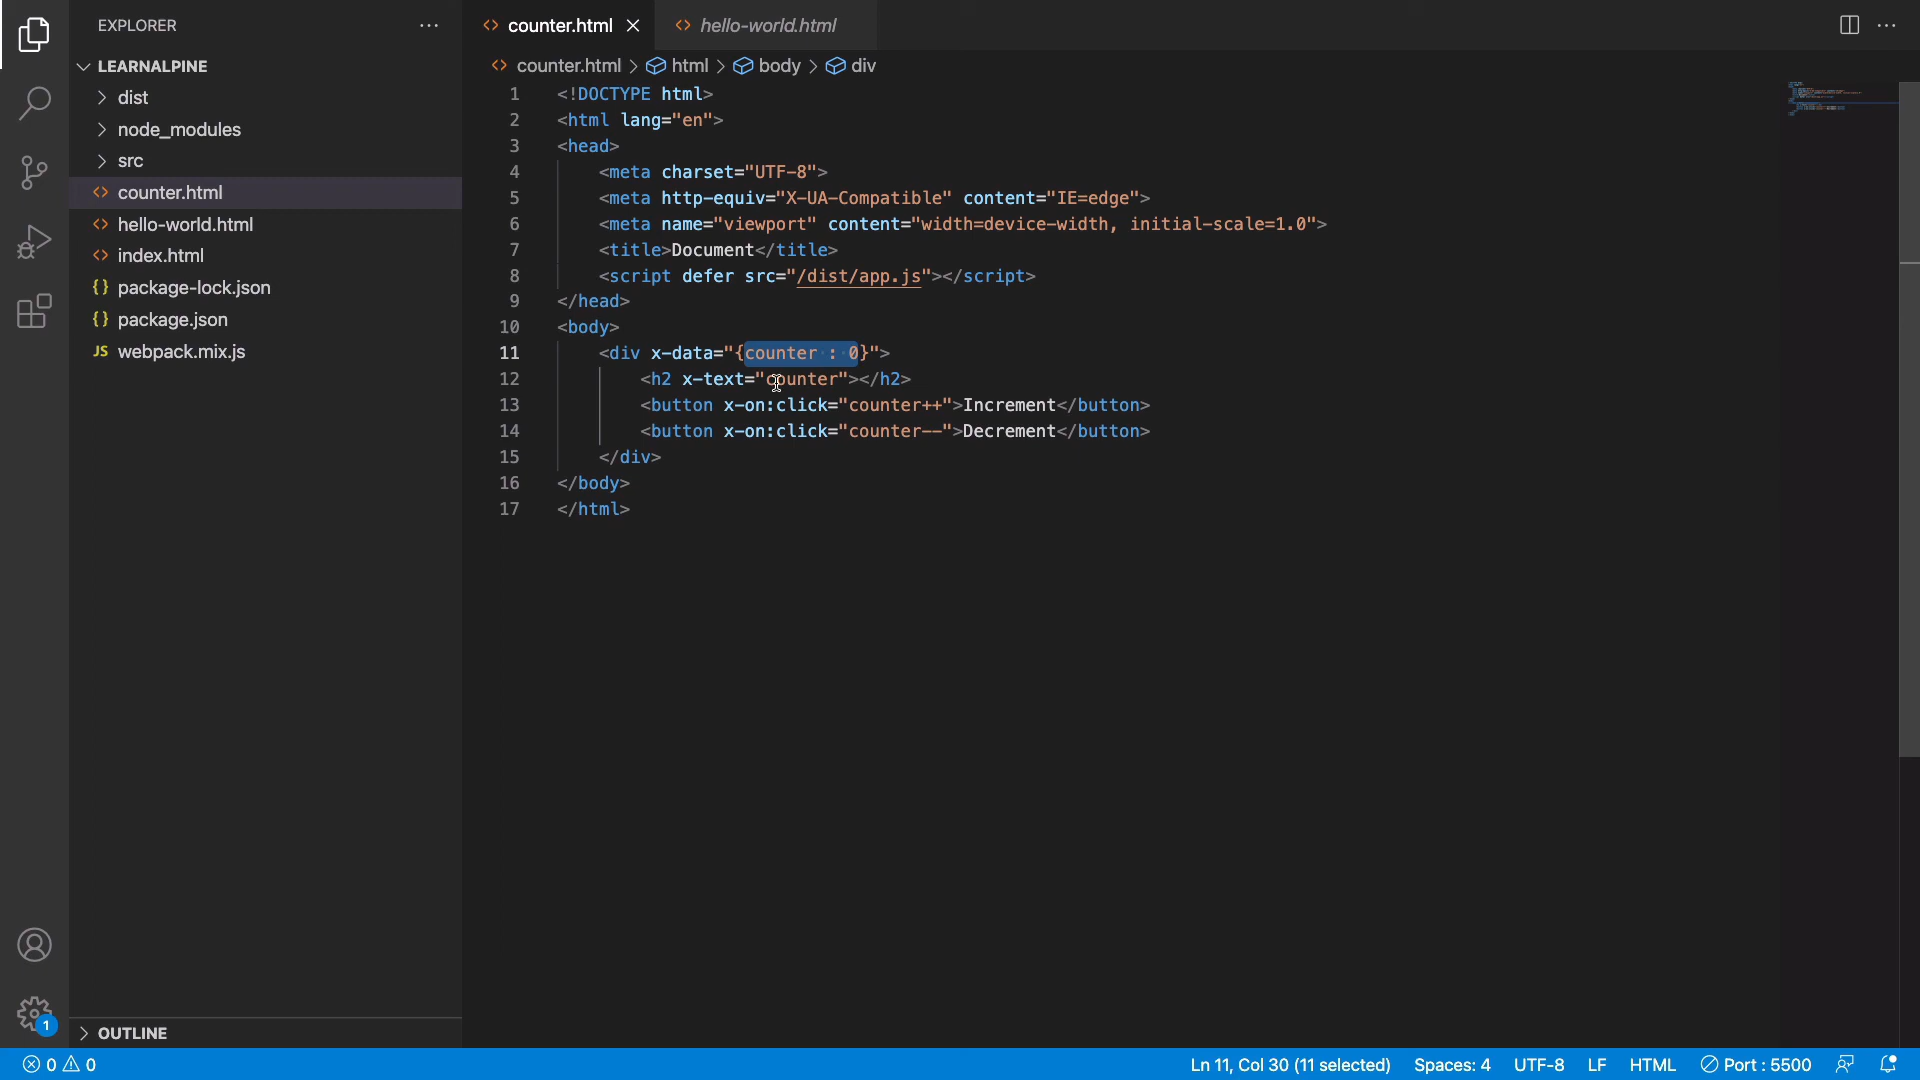 EXPLORER
LEARNALPINE
dist
node_modules
src
counter.html
hello-world.html
index.html
package-lock.json
package.json
JS webpack.mix.js
OUTLINE
1
counter.html
hello-world.html
counter.html > html > body > div
1 <!DOCTYPE html>
2 <html lang="en">
3 <head>
4 <meta charset="UTF-8">
5 <meta http-equiv="X-UA-Compatible" content="IE=edge">
6 <meta name="viewport" content="width=device-width, initial-scale=1.0">
7 <title>Document</title>
8 <script defer src="/dist/app.js"></script>
9 </head>
10 <body>
11 <div x-data="{counter : 0}">
12 <h2 x-text="counter"></h2>
13 <button x-on:click="counter++">Increment</button>
14 <button x-on:click="counter--">Decrement</button>
15 </div>
16 </body>
17 </html>
0 0
Ln 11, Col 30 (11 selected) Spaces: 4 UTF-8 LF HTML Port : 5500